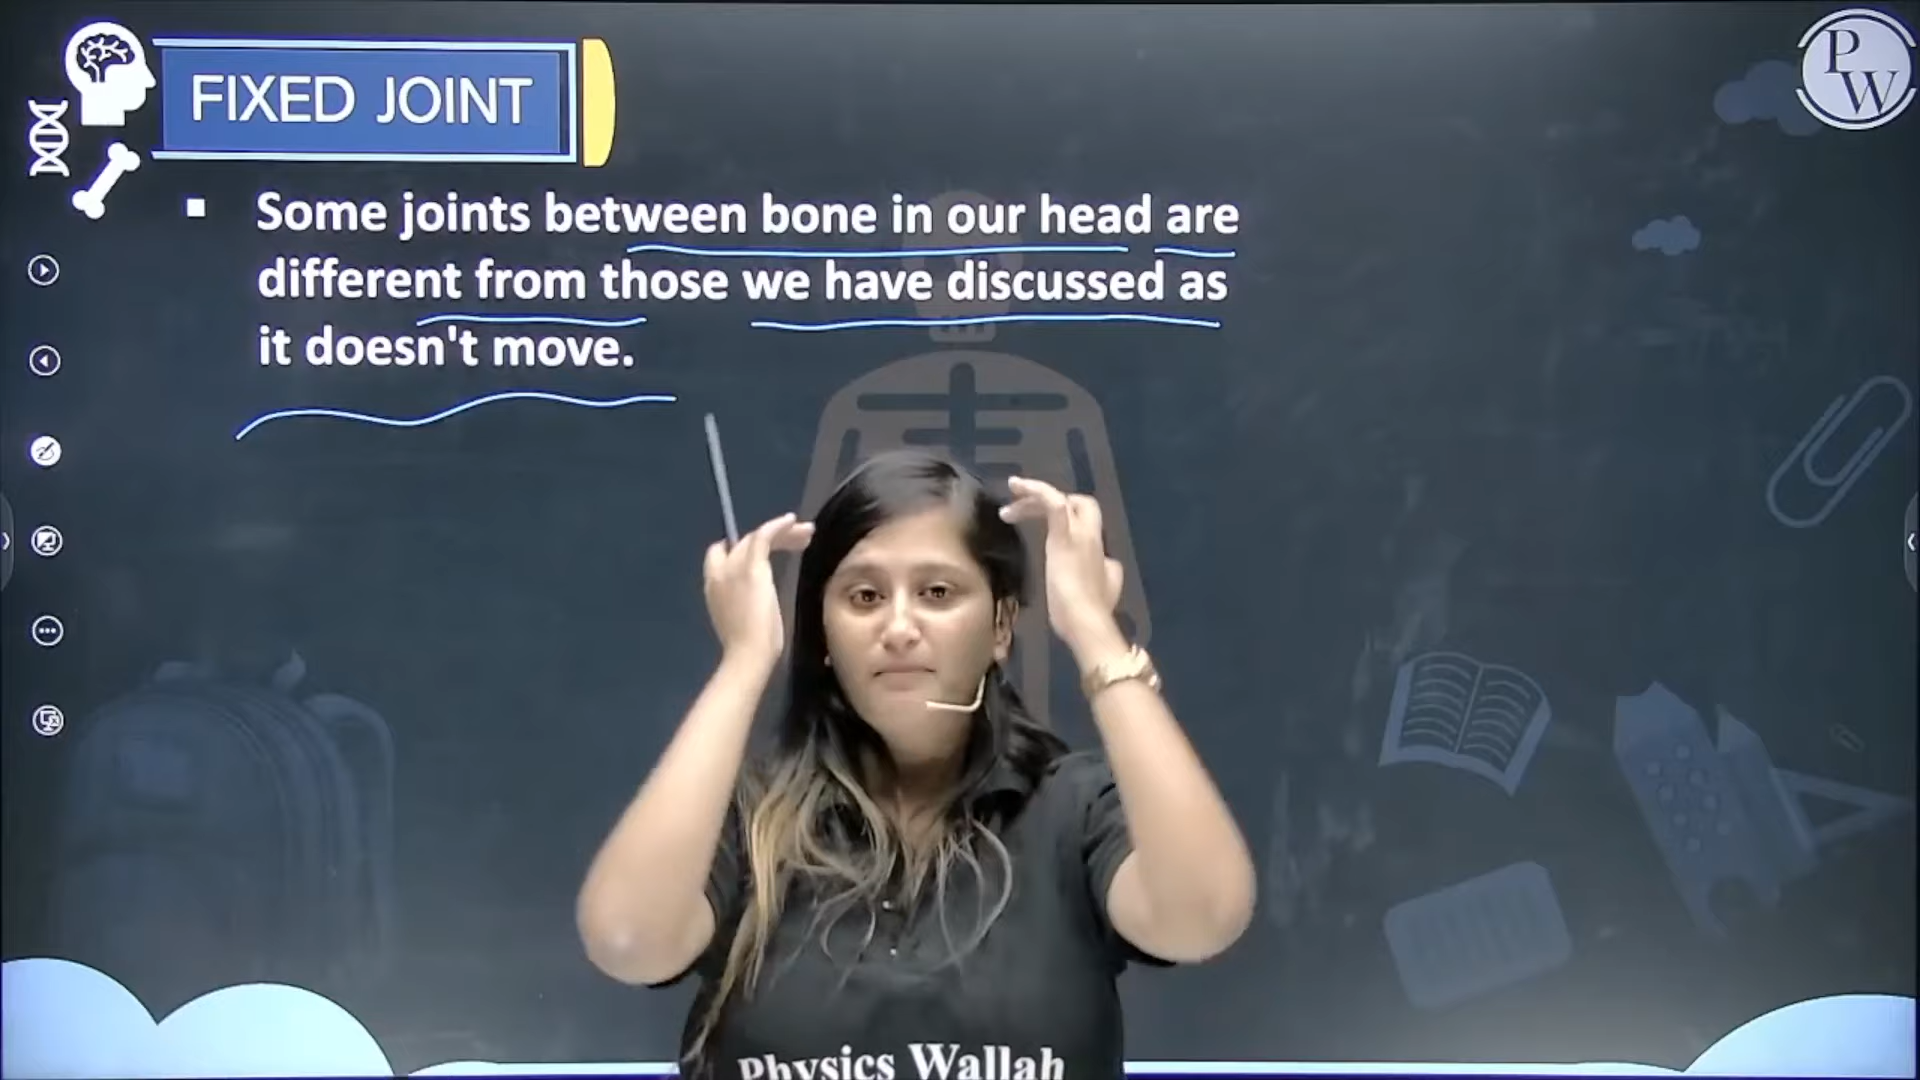 FIXED JOINT
Some joints between bone in our head are
different from those we have discussed as
it doesn't move.
PW
Physics Wallah